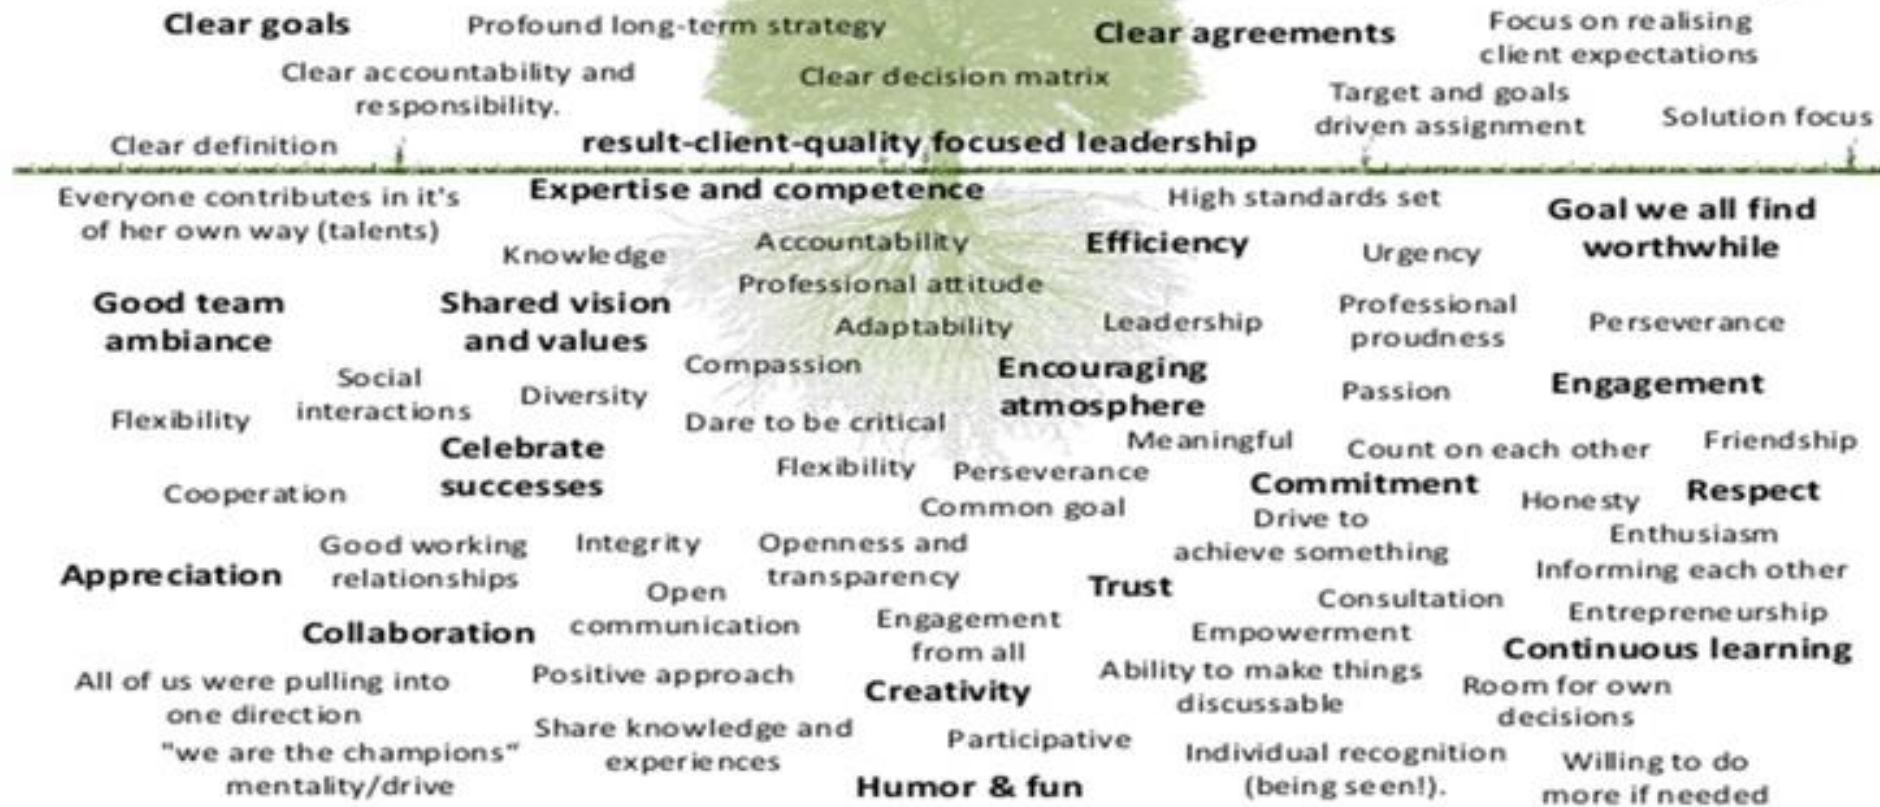 Clear goals
Profound long-term strategy
Clear agreements
Focus on realising
client expectations
Clear accountability and
responsibility.
Clear decision matrix
Target and goals
driven assignment
Solution focus
Clear definition
result-client-quality focused leadership
Everyone contributes in it's
of her own way (talents)
Expertise and competence
High standards set
Goal we all find
worthwhile
Knowledge
Accountability
Efficiency
Urgency
Professional attitude
Good team
ambiance
Shared vision
and values
Adaptability
Leadership
Professional
proudness
Perseverance
Compassion
Encouraging
atmosphere
Social
interactions
Diversity
Passion
Engagement
Flexibility
Dare to be critical
Celebrate
successes
Meaningful
Count on each other
Friendship
Flexibility
Perseverance
Cooperation
Common goal
Commitment
Honesty
Respect
Drive to
achieve something
Enthusiasm
Good working
relationships
Integrity
Openness and
transparency
Informing each other
Appreciation
Open
communication
Trust
Consultation
Entrepreneurship
Collaboration
Engagement
from all
Empowerment
Continuous learning
All of us were pulling into
one direction
Positive approach
Creativity
Ability to make things
discussable
Room for own
decisions
"we are the champions"
mentality/drive
Share knowledge and
experiences
Participative
Individual recognition
(being seen!).
Willing to do
more if needed
Humor & fun